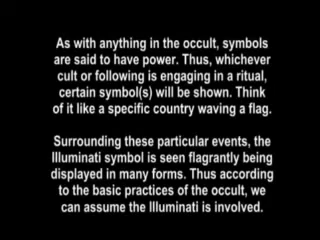 As with anything in the occult, symbols
are said to have power. Thus, whichever
cult or following is engaging in a ritual,
certain symbol(s) will be shown. Think
of it like a specific country waving a flag.
Surrounding these particular events, the
Illuminati symbol is seen flagrantly being
displayed in many forms. Thus according
to the basic practices of the occult, we
can assume the Illuminati is involved.